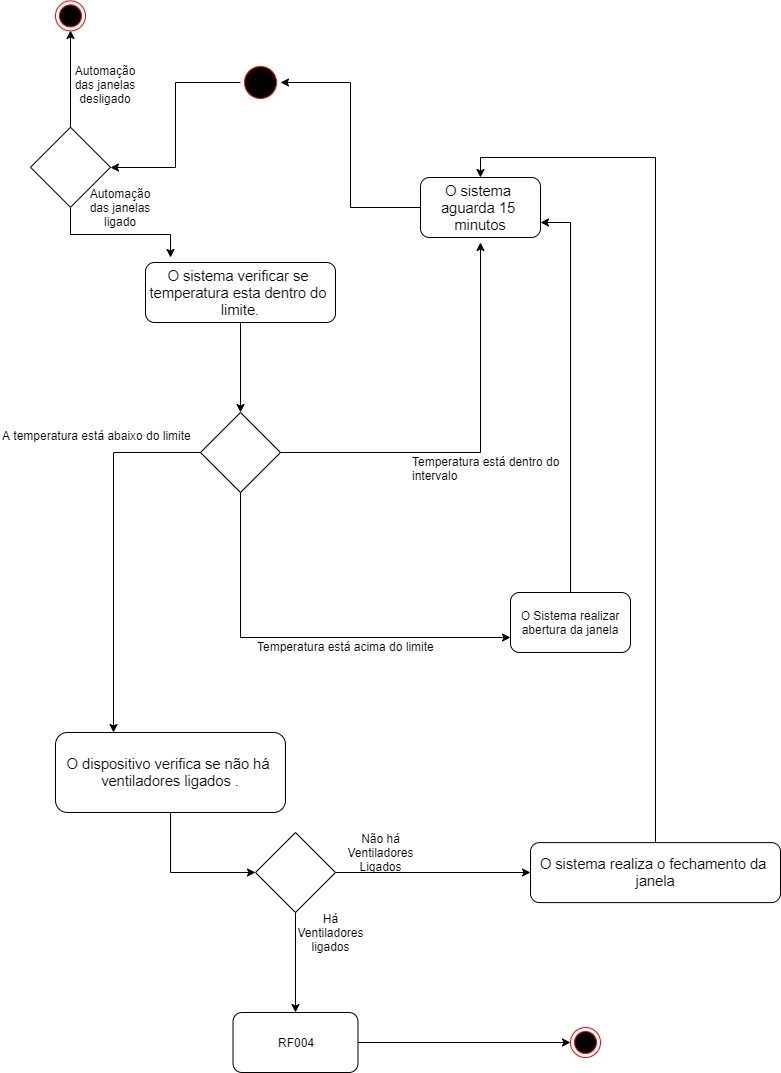 Automação
das janelas
desligado
O sistema
aguarda 15
minutos
Automação
das janelas
ligado
O sistema verificar se
temperatura esta dentro do
limite.
A temperatura está abaixo do limite
Temperatura está dentro do
intervalo
O Sistema realizar
abertura da janela
Temperatura está acima do limite
O dispositivo verifica se não há
ventiladores ligados .
Não há
Ventiladores
Ligados
O sistema realiza o fechamento da
janela
Há
Ventiladores
ligados
RF004